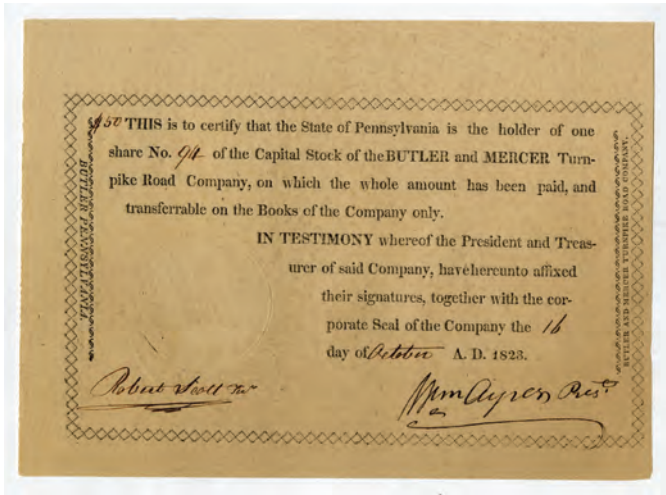 $50 THIS is to certify that the State of Pennsylvania is the holder of one
share No. 94 of the Capital Stock of the BUTLER and MERCER Turn-
pike Road Company, on which the whole amount has been paid, and
transferrable on the Books of the Company only.
IN TESTIMONY whereof the President and Treas-
urer of said Company, have hereunto affixed
their signatures, together with the cor-
porate Seal of the Company the 16
day of October A. D. 1823.
Robert Scott Tr
Wm Ayres Prest
BUTLER PENNSYLVANIA.
BUTLER AND MERCER TURNPIKE ROAD COMPANY.